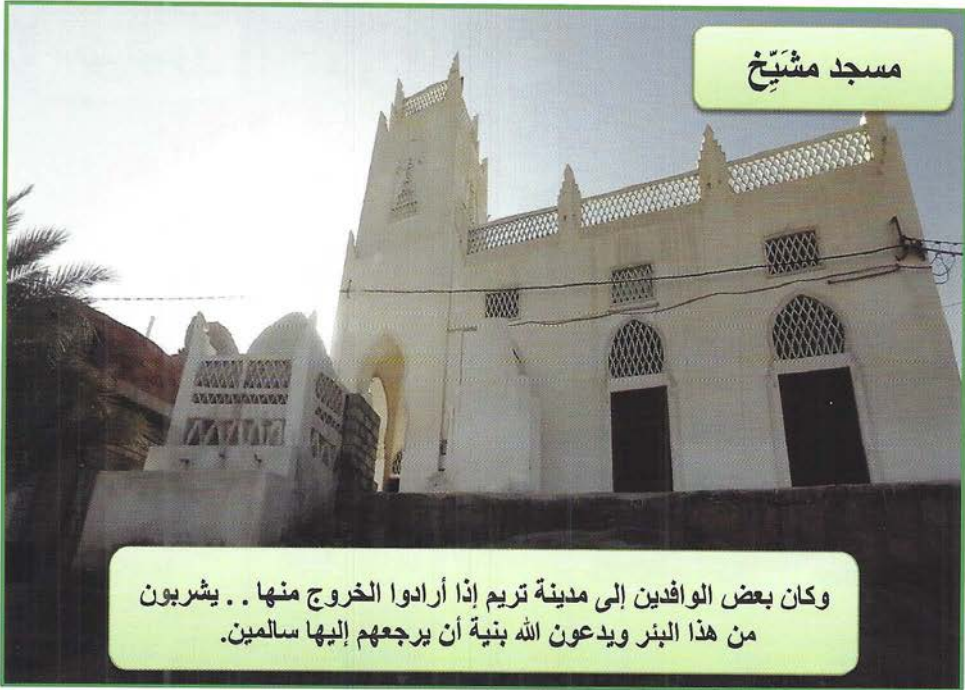 مسجد مشَيِّخ
وكان بعض الوافدين إلى مدينة تريم إذا أرادوا الخروج منها . . يشربون
من هذا البئر ويدعون الله بنية أن يرجعهم إليها سالمين.